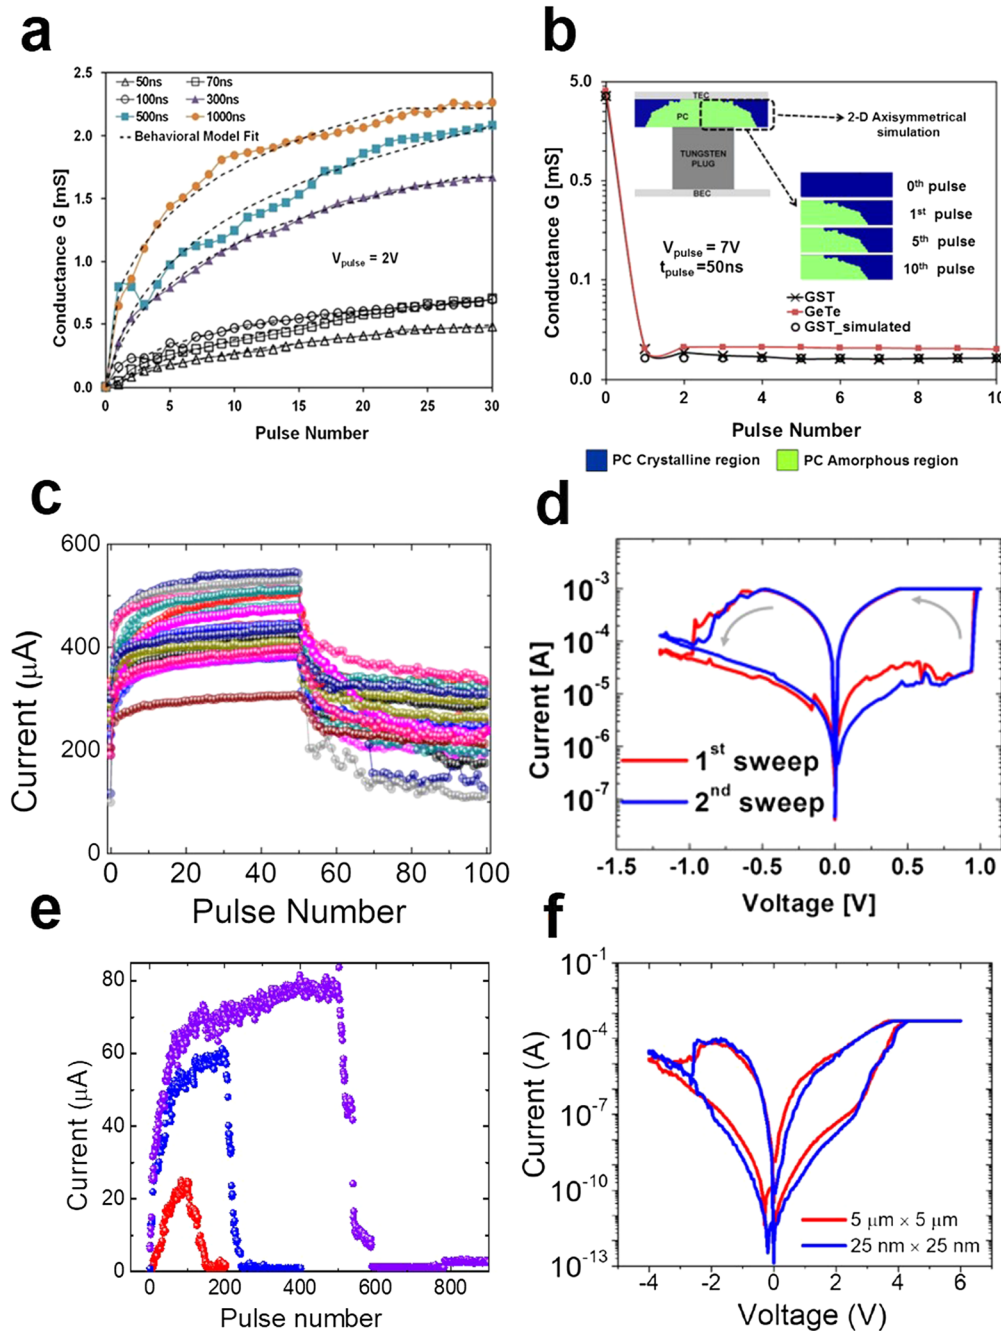 a
2.5
2.0
1.5
1.0
0.5
0.0
Conductance G [mS]
50ns 70ns
100ns 300ns
500ns 1000ns
Behavioral Model Fit
Vpulse = 2V
0 5 10 15 20 25 30
Pulse Number
b
5.0
0.5
0.1
0.0
Conductance G [mS]
TEC
PC
TUNGSTEN
PLUG
BEC
2-D Axisymmetrical
simulation
0th pulse
1st pulse
5th pulse
10th pulse
Vpulse = 7V
tpulse=50ns
GST
GeTe
GST_simulated
0 2 4 6 8 10
Pulse Number
PC Crystalline region PC Amorphous region
c
600
400
200
0
Current (μA)
0 20 40 60 80 100
Pulse Number
d
10-3
10-4
10-5
10-6
10-7
Current [A]
1st sweep
2nd sweep
-1.5 -1.0 -0.5 0.0 0.5 1.0
Voltage [V]
e
80
60
40
20
0
Current (μA)
0 200 400 600 800
Pulse number
f
10-1
10-4
10-7
10-10
10-13
Current (A)
5 μm × 5 μm
25 nm × 25 nm
-4 -2 0 2 4 6
Voltage (V)